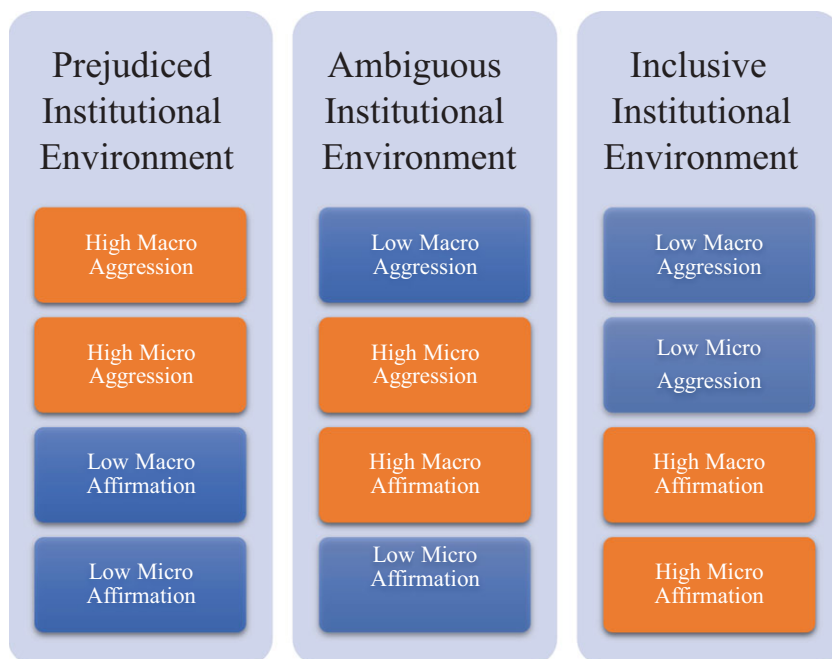 Prejudiced
Institutional
Environment
High Macro
Aggression
High Micro
Aggression
Low Macro
Affirmation
Low Micro
Affirmation
Ambiguous
Institutional
Environment
Low Macro
Aggression
High Micro
Aggression
High Macro
Affirmation
Low Micro
Affirmation
Inclusive
Institutional
Environment
Low Macro
Aggression
Low Micro
Aggression
High Macro
Affirmation
High Micro
Affirmation